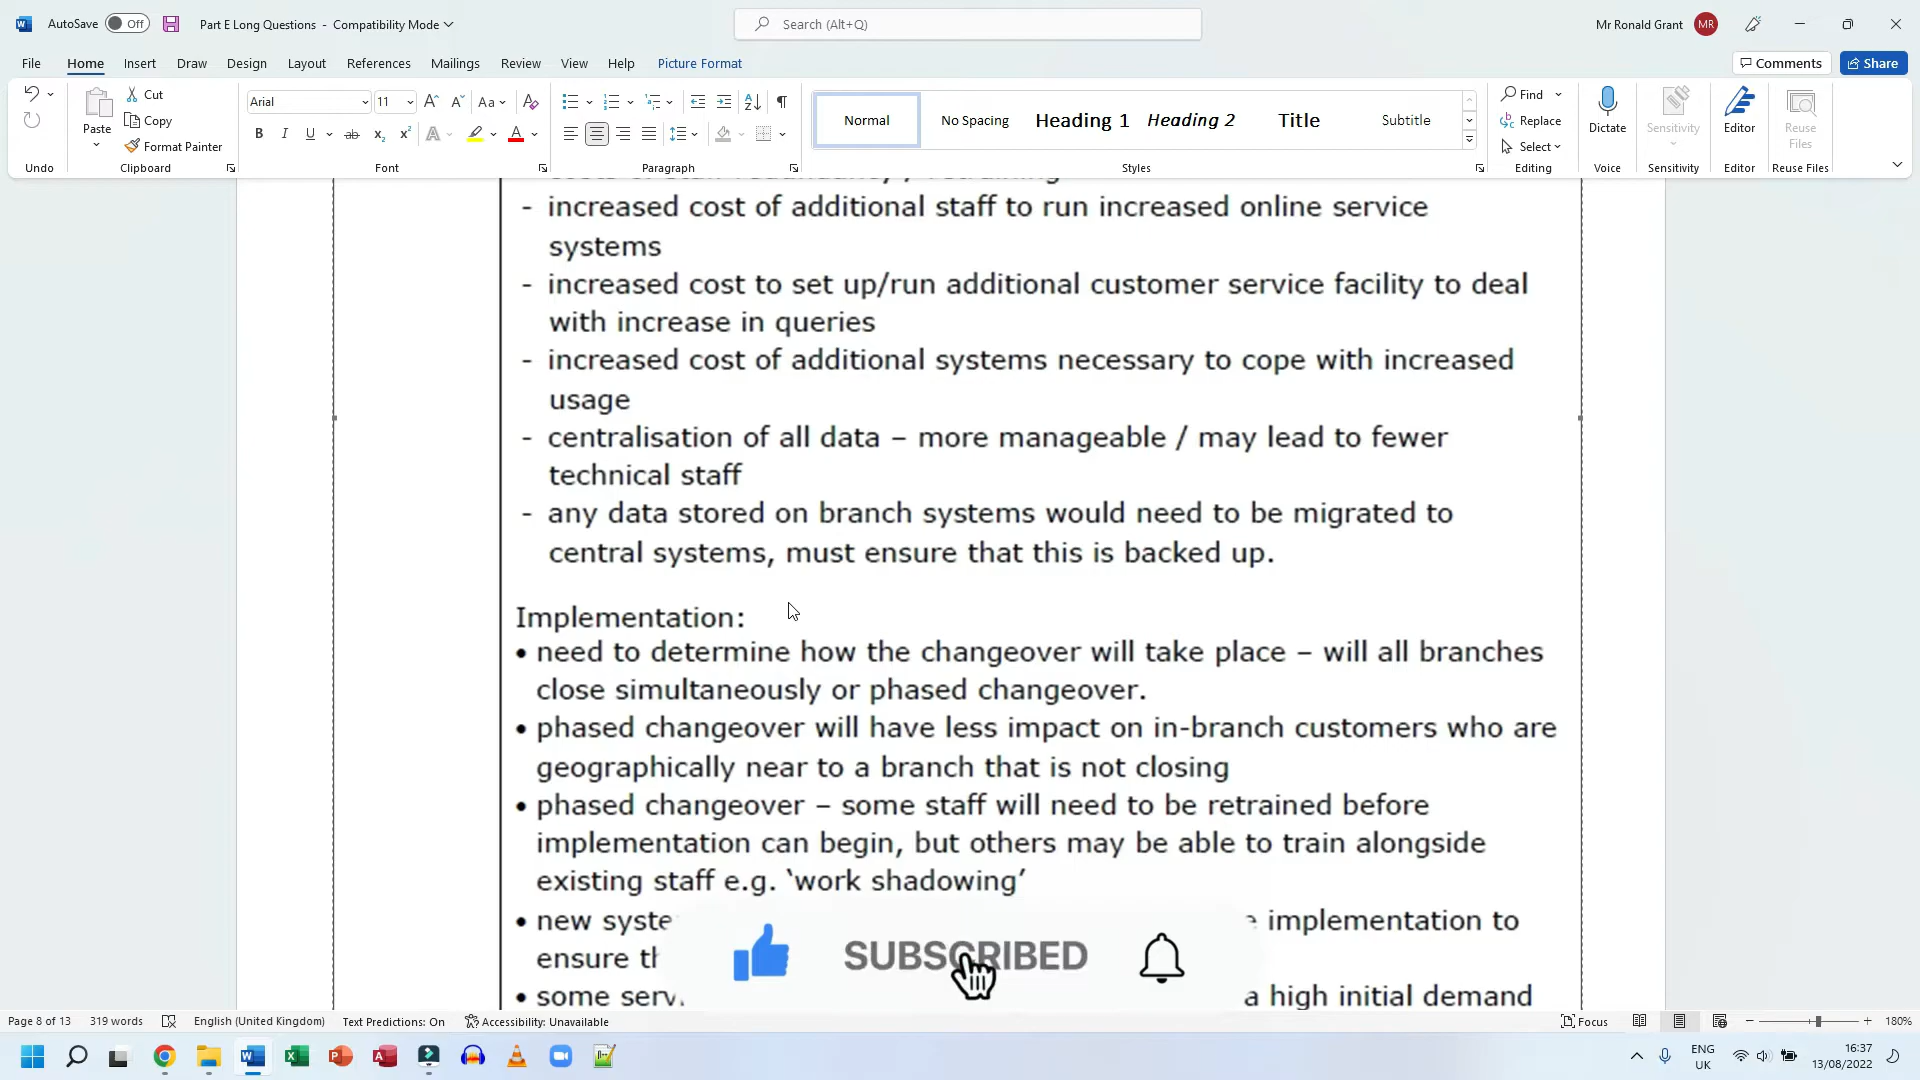 AutoSave Off Part E Long Questions - Compatibility Mode Search (Alt+Q) Mr Ronald Grant MR
File Home Insert Draw Design Layout References Mailings Review View Help Picture Format Comments Share
Paste Cut Copy Format Painter
Arial 11 Aa
Normal No Spacing Heading 1 Heading 2 Title Subtitle
Find Replace Select Dictate Sensitivity Editor Reuse Files
Undo Clipboard Font Paragraph Styles Editing Voice Sensitivity Editor Reuse Files
- increased cost of additional staff to run increased online service
systems
- increased cost to set up/run additional customer service facility to deal
with increase in queries
- increased cost of additional systems necessary to cope with increased
usage
- centralisation of all data – more manageable / may lead to fewer
technical staff
- any data stored on branch systems would need to be migrated to
central systems, must ensure that this is backed up.
Implementation:
• need to determine how the changeover will take place – will all branches
close simultaneously or phased changeover.
• phased changeover will have less impact on in-branch customers who are
geographically near to a branch that is not closing
• phased changeover – some staff will need to be retrained before
implementation can begin, but others may be able to train alongside
existing staff e.g. ‘work shadowing’
• new implementation to
ensure
• some a high initial demand
SUBSCRIBED
Page 8 of 13 319 words English (United Kingdom) Text Predictions: On Accessibility: Unavailable Focus 180%
ENG
UK
16:37
13/08/2022